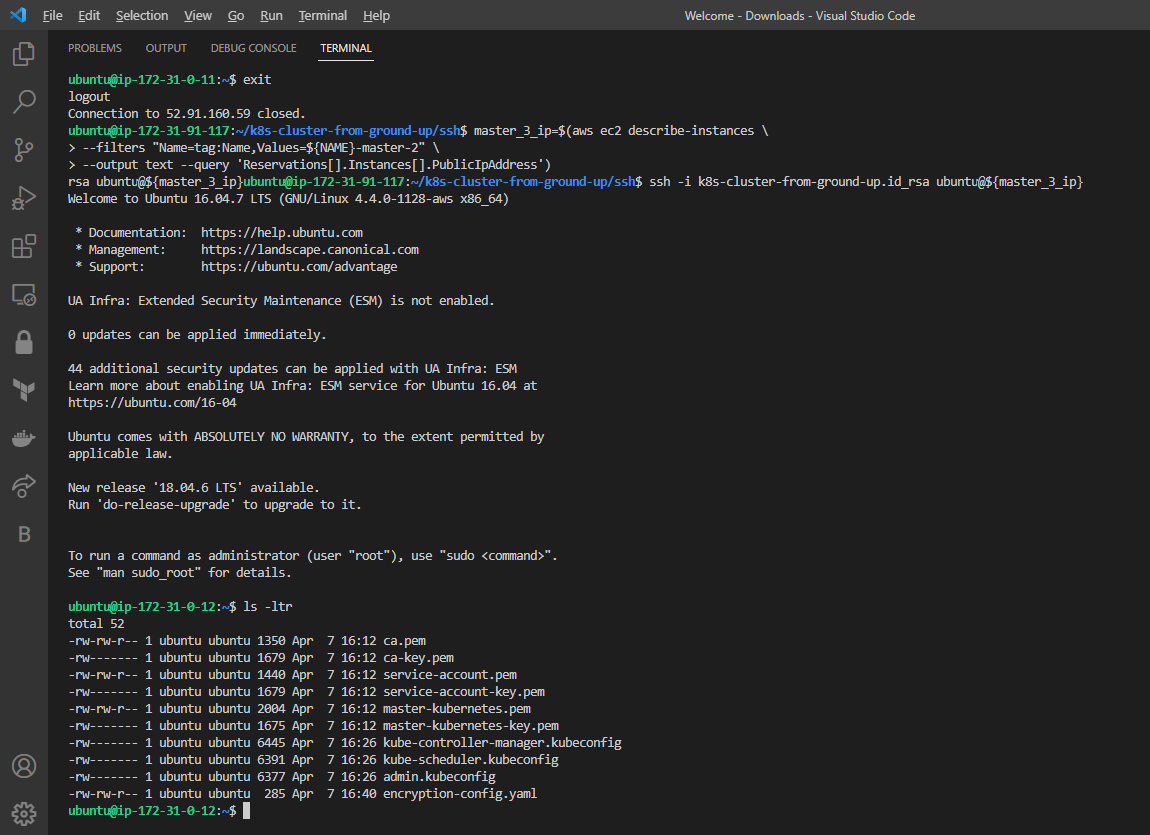 File Edit Selection View Go Run Terminal Help Welcome - Downloads - Visual Studio Code
PROBLEMS OUTPUT DEBUG CONSOLE TERMINAL
ubuntu@ip-172-31-0-11:~$ exit
logout
Connection to 52.91.160.59 closed.
ubuntu@ip-172-31-91-117:~/k8s-cluster-from-ground-up/ssh$ master_3_ip=$(aws ec2 describe-instances \
> --filters "Name=tag:Name,Values=${NAME}-master-2" \
> --output text --query 'Reservations[].Instances[].PublicIpAddress')
rsa ubuntu@${master_3_ip}ubuntu@ip-172-31-91-117:~/k8s-cluster-from-ground-up/ssh$ ssh -i k8s-cluster-from-ground-up.id_rsa ubuntu@${master_3_ip}
Welcome to Ubuntu 16.04.7 LTS (GNU/Linux 4.4.0-1128-aws x86_64)
* Documentation: https://help.ubuntu.com
* Management: https://landscape.canonical.com
* Support: https://ubuntu.com/advantage
UA Infra: Extended Security Maintenance (ESM) is not enabled.
0 updates can be applied immediately.
44 additional security updates can be applied with UA Infra: ESM
Learn more about enabling UA Infra: ESM service for Ubuntu 16.04 at
https://ubuntu.com/16-04
Ubuntu comes with ABSOLUTELY NO WARRANTY, to the extent permitted by
applicable law.
New release '18.04.6 LTS' available.
Run 'do-release-upgrade' to upgrade to it.
To run a command as administrator (user "root"), use "sudo <command>".
See "man sudo_root" for details.
ubuntu@ip-172-31-0-12:~$ ls -ltr
total 52
-rw-rw-r-- 1 ubuntu ubuntu 1350 Apr 7 16:12 ca.pem
-rw------- 1 ubuntu ubuntu 1679 Apr 7 16:12 ca-key.pem
-rw-rw-r-- 1 ubuntu ubuntu 1440 Apr 7 16:12 service-account.pem
-rw------- 1 ubuntu ubuntu 1679 Apr 7 16:12 service-account-key.pem
-rw-rw-r-- 1 ubuntu ubuntu 2004 Apr 7 16:12 master-kubernetes.pem
-rw------- 1 ubuntu ubuntu 1675 Apr 7 16:12 master-kubernetes-key.pem
-rw------- 1 ubuntu ubuntu 6445 Apr 7 16:26 kube-controller-manager.kubeconfig
-rw------- 1 ubuntu ubuntu 6391 Apr 7 16:26 kube-scheduler.kubeconfig
-rw------- 1 ubuntu ubuntu 6377 Apr 7 16:26 admin.kubeconfig
-rw-rw-r-- 1 ubuntu ubuntu 285 Apr 7 16:40 encryption-config.yaml
ubuntu@ip-172-31-0-12:~$
B